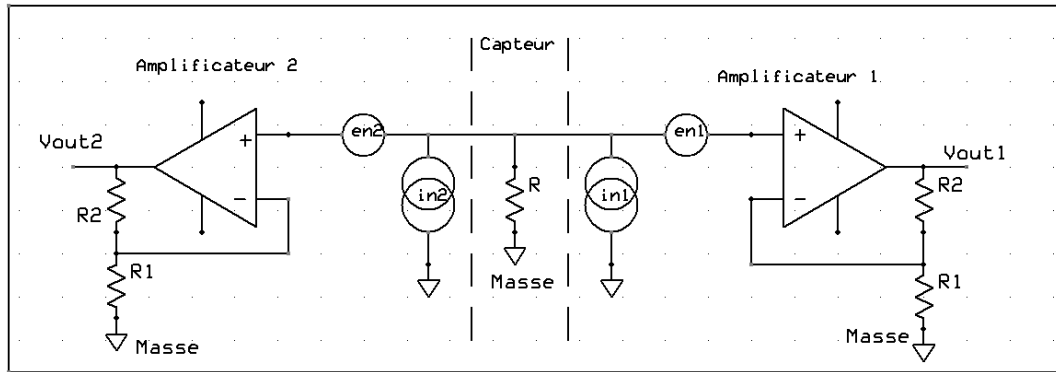 Capteur
Amplificateur 2
Amplificateur 1
Vout2
+
en2
en1
+
Vout1
R2
-
in2
R
in1
-
R2
R1
Masse
R1
Masse
Masse